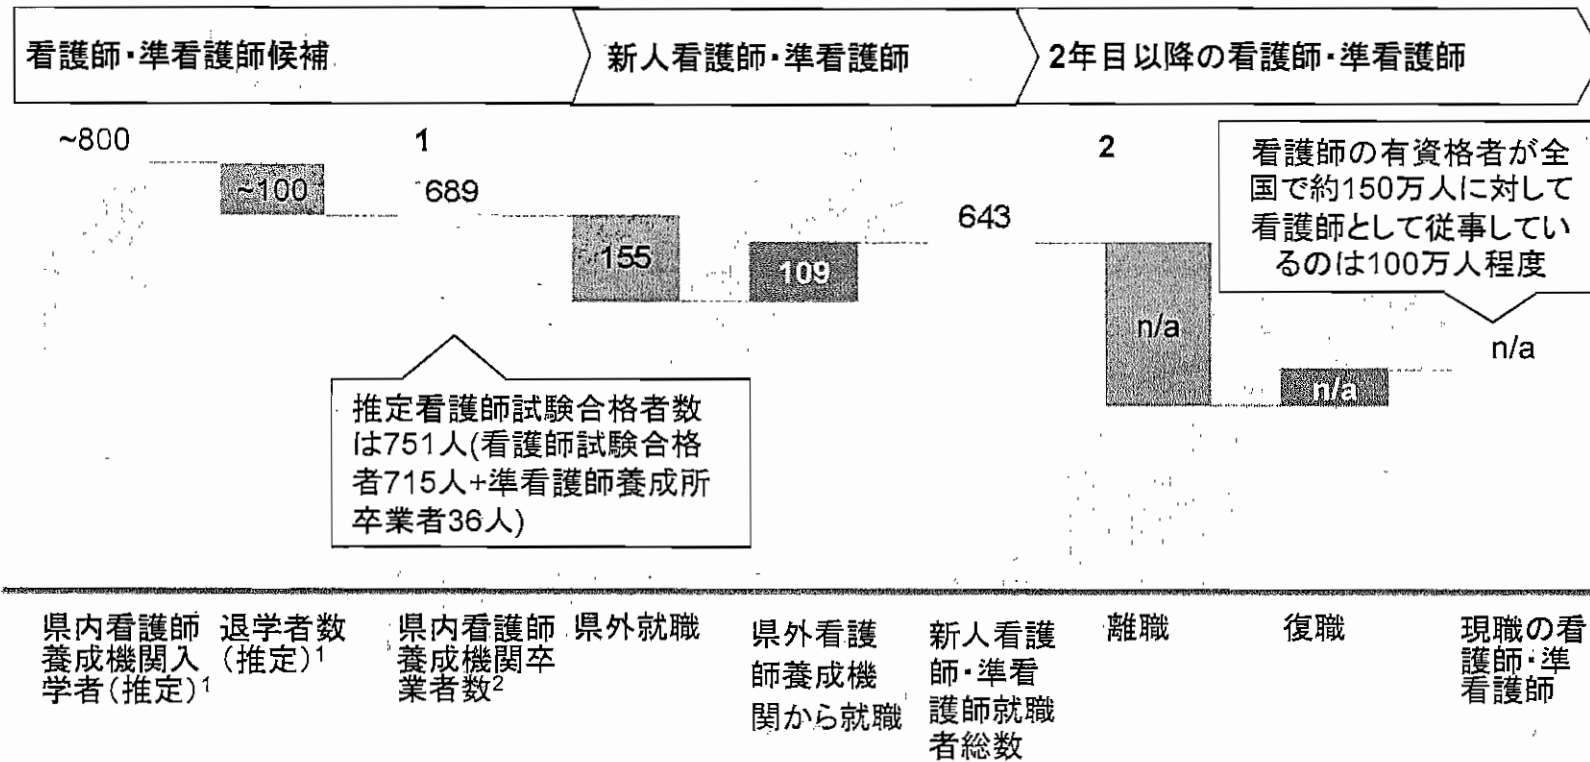 看護師・準看護師候補
新人看護師・準看護師
2年目以降の看護師・準看護師
~800
~100
1
689
155
109
643
2
n/a
n/a
n/a
看護師の有資格者が全
国で約150万人に対して
看護師として従事してい
るのは100万人程度
推定看護師試験合格者数
は751人(看護師試験合格
者715人+準看護師養成所
卒業者36人)
県内看護師
養成機関入
学者(推定)1
退学者数
(推定)1
県内看護師
養成機関卒
業者数2
県外就職
県外看護
師養成機
関から就職
新人看護
師・準看
護師就職
者総数
離職
復職
現職の看
護師・準
看護師